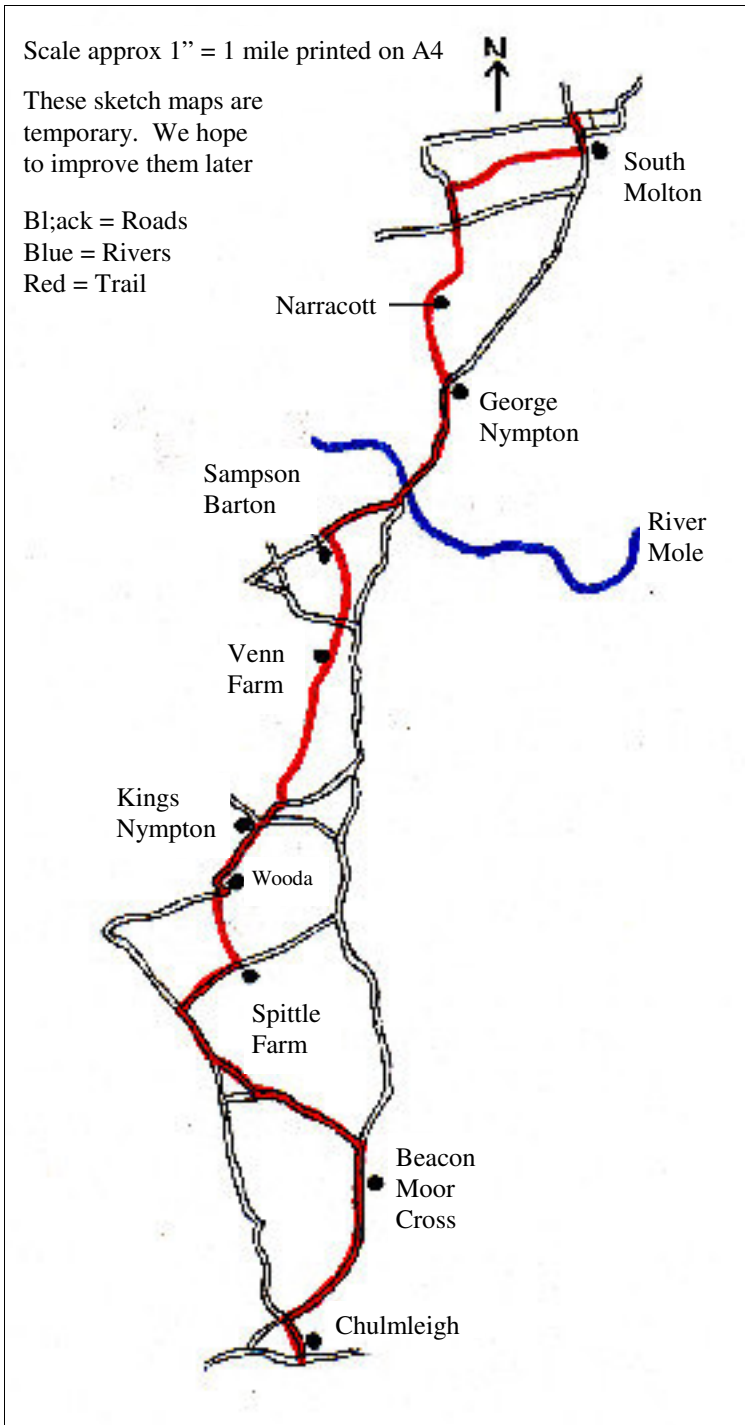 Scale approx 1” = 1 mile printed on A4
These sketch maps are
temporary. We hope
to improve them later
Bl;ack = Roads
Blue = Rivers
Red = Trail
N
South
Molton
Narracott
George
Nympton
Sampson
Barton
River
Mole
Venn
Farm
Kings
Nympton
Wooda
Spittle
Farm
Beacon
Moor
Cross
Chulmleigh